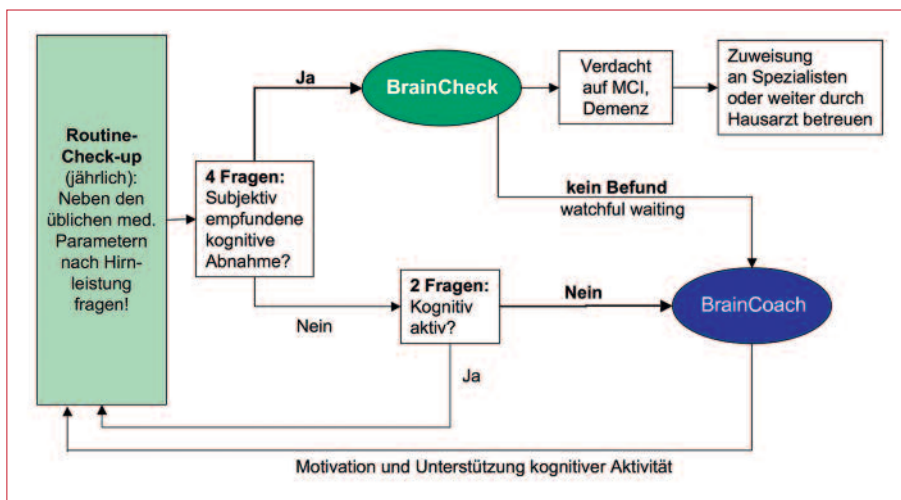 Routine-
Check-up
(jährlich):
Neben den
üblichen med.
Parametern
nach Hirn-
leistung
fragen!
4 Fragen:
Subjektiv
empfundene
kognitive
Abnahme?
Ja
BrainCheck
Verdacht
auf MCI,
Demenz
Zuweisung
an Spezialisten
oder weiter durch
Hausarzt betreuen
kein Befund
watchful waiting
Nein
2 Fragen:
Kognitiv
aktiv?
Nein
BrainCoach
Ja
Motivation und Unterstützung kognitiver Aktivität